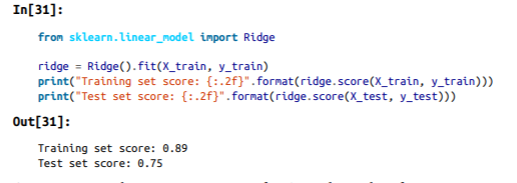 In[31]:
from sklearn.linear_model import Ridge
ridge = Ridge().fit(X_train, y_train)
print("Training set score: {:.2f}".format(ridge.score(X_train, y_train)))
print("Test set score: {:.2f}".format(ridge.score(X_test, y_test)))
Out[31]:
Training set score: 0.89
Test set score: 0.75